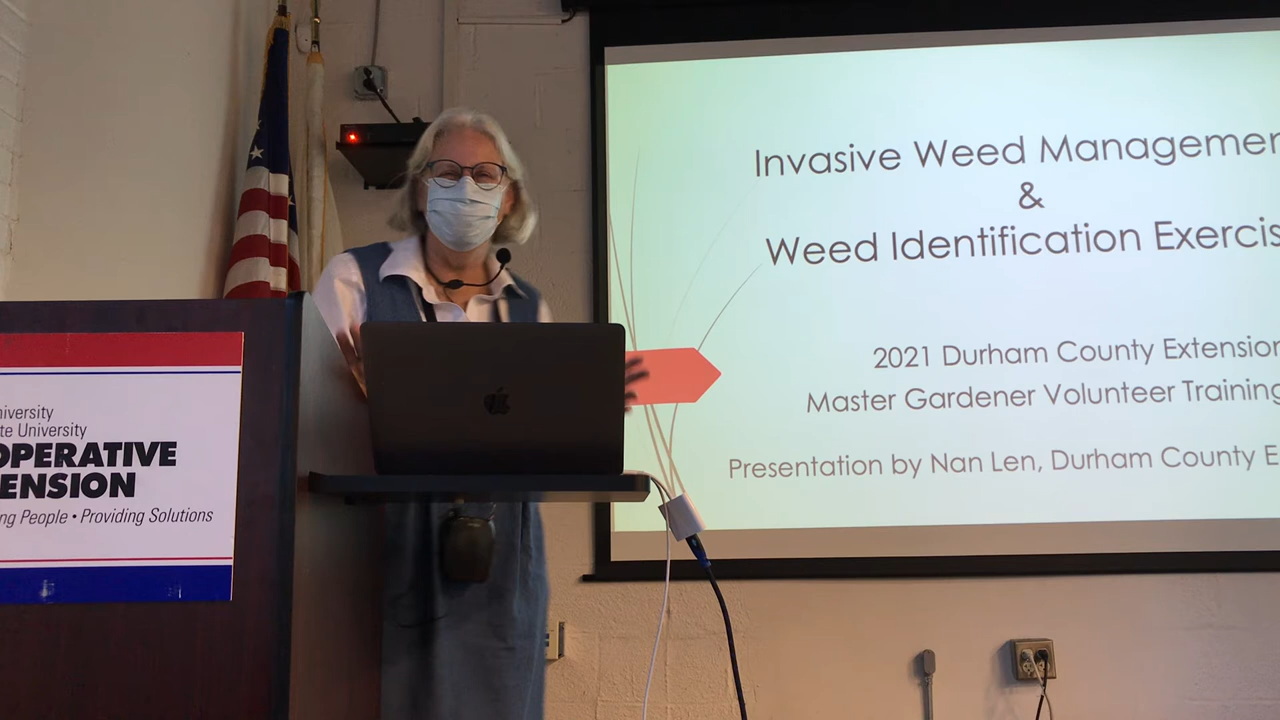 niversity
te University
OPERATIVE
ENSION
ng People • Providing Solutions
Invasive Weed Managemen
&
Weed Identification Exercis
2021 Durham County Extension
Master Gardener Volunteer Training
Presentation by Nan Len, Durham County E